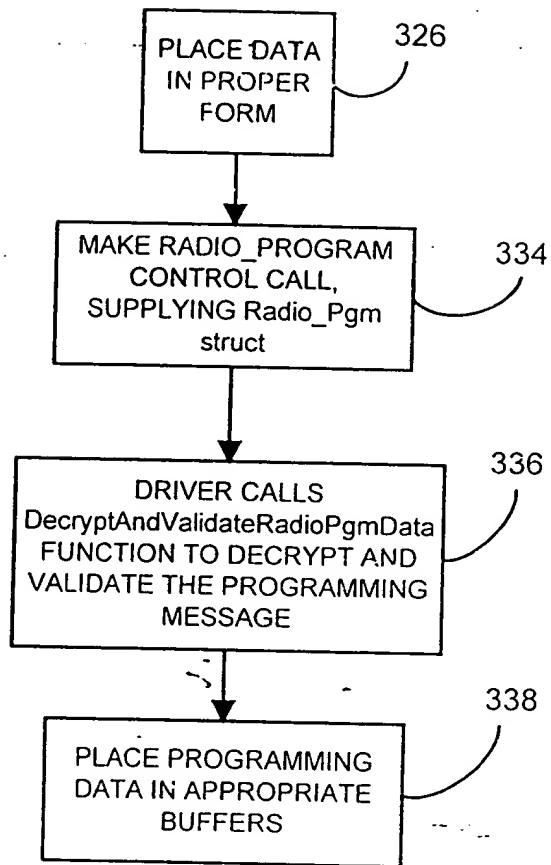 PLACE DATA
IN PROPER
FORM
326
MAKE RADIO_PROGRAM
CONTROL CALL,
SUPPLYING Radio_Pgm
struct
334
DRIVER CALLS
DecryptAndValidateRadioPgmData
FUNCTION TO DECRYPT AND
VALIDATE THE PROGRAMMING
MESSAGE
336
PLACE PROGRAMMING
DATA IN APPROPRIATE
BUFFERS
338